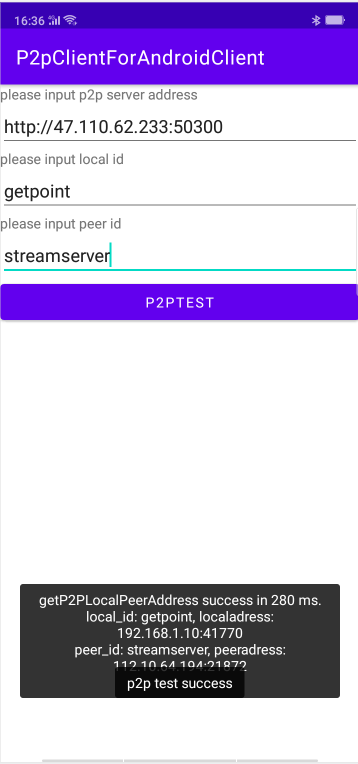 16:36
P2pClientForAndroidClient
please input p2p server address
http://47.110.62.233:50300
please input local id
getpoint
please input peer id
streamserver
P2PTEST
getP2PLocalPeerAddress success in 280 ms.
local_id: getpoint, localadress:
192.168.1.10:41770
peer_id: streamserver, peeradress:
112.10.64.194:21872
p2p test success